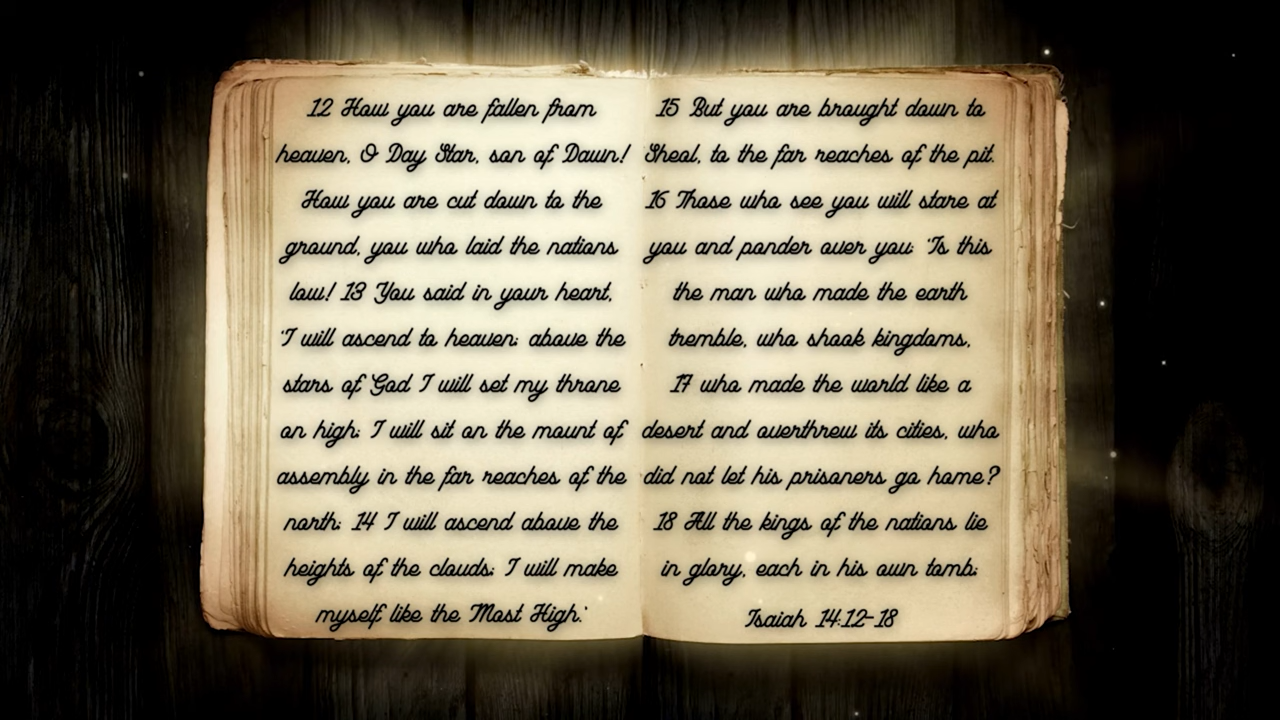 12 How you are fallen from
heaven, O Day Star, son of Dawn!
How you are cut down to the
ground, you who laid the nations
low! 13 You said in your heart,
'I will ascend to heaven; above the
stars of God I will set my throne
on high; I will sit on the mount of
assembly in the far reaches of the
north; 14 I will ascend above the
heights of the clouds; I will make
myself like the Most High.'
15 But you are brought down to
Sheol, to the far reaches of the pit.
16 Those who see you will stare at
you and ponder over you: 'Is this
the man who made the earth
tremble, who shook kingdoms,
17 who made the world like a
desert and overthrew its cities, who
did not let his prisoners go home?'
18 All the kings of the nations lie
in glory, each in his own tomb;
Isaiah 14:12-18